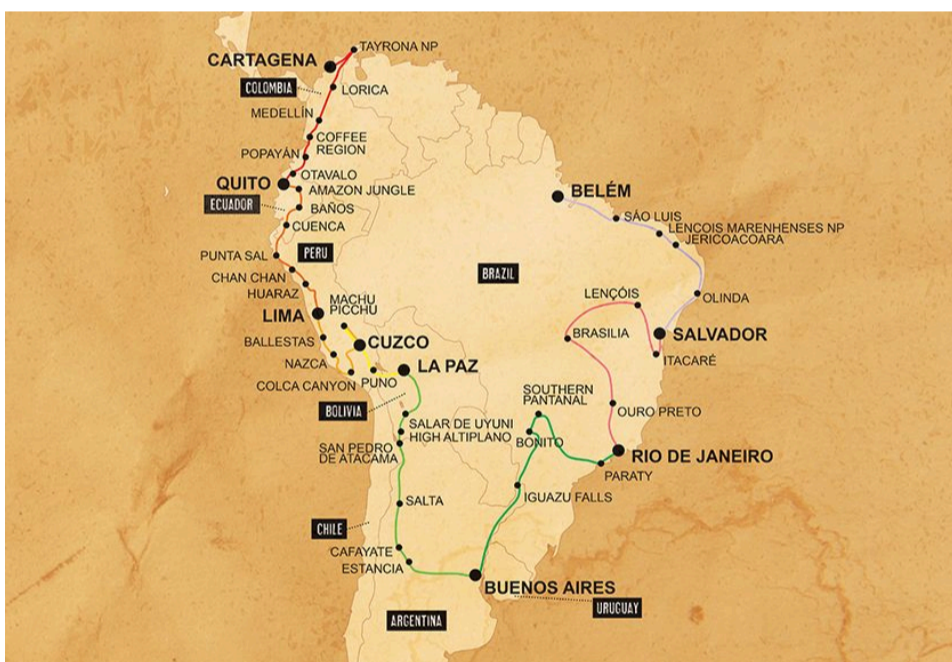 TAYRONA NP
CARTAGENA
COLOMBIA
LORICA
MEDELLÍN
COFFEE
REGION
POPAYÁN
OTAVALO
QUITO
AMAZON JUNGLE
ECUADOR
BAÑOS
CUENCA
PERU
PUNTA SAL
CHAN CHAN
HUARAZ
MACHU
PICCHU
LIMA
BALLESTAS
CUZCO
NAZCA
COLCA CANYON
PUNO
LA PAZ
BOLIVIA
SALAR DE UYUNI
HIGH ALTIPLANO
SAN PEDRO
DE ATACAMA
SALTA
CHILE
CAFAYATE
ESTANCIA
BUENOS AIRES
URUGUAY
ARGENTINA
BELÉM
SÃO LUIS
LENCOIS MARENHENSES NP
JERICOACOARA
BRAZIL
LENÇÓIS
OLINDA
BRASILIA
SALVADOR
ITACARÉ
SOUTHERN
PANTANAL
OURO PRETO
BONITO
RIO DE JANEIRO
PARATY
IGUAZU FALLS